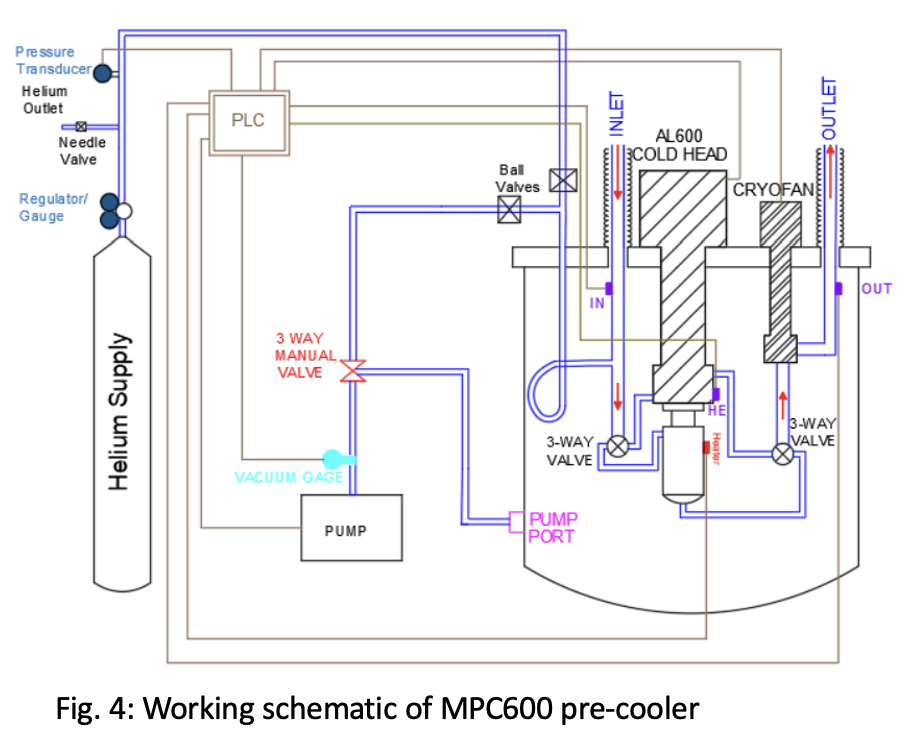 Pressure
Transducer
Helium
Outlet
Needle
Valve
Regulator/
Gauge
Helium Supply
PLC
Ball
Valves
INLET
AL600
COLD HEAD
CRYOFAN
OUTLET
IN
OUT
3 WAY
MANUAL
VALVE
HE
3-WAY
VALVE
Heater
3-WAY
VALVE
VACUUM GAGE
PUMP
PUMP
PORT
Fig. 4: Working schematic of MPC600 pre-cooler